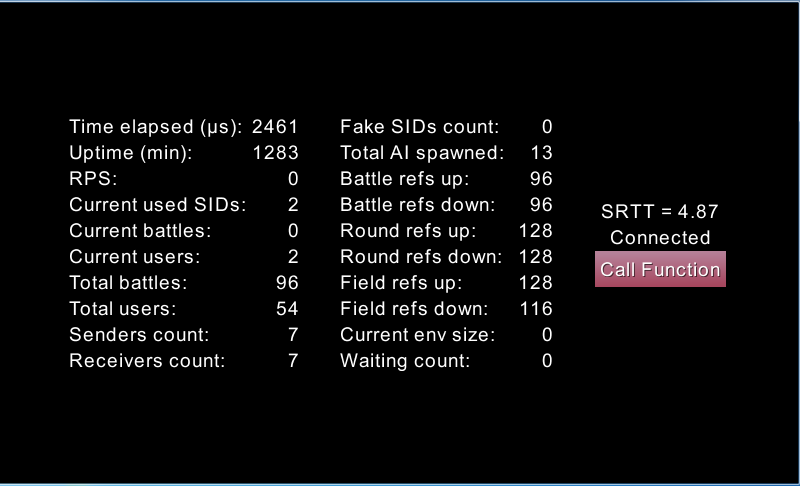 Time elapsed (µs): 2461
Uptime (min): 1283
RPS: 0
Current used SIDs: 2
Current battles: 0
Current users: 2
Total battles: 96
Total users: 54
Senders count: 7
Receivers count: 7
Fake SIDs count: 0
Total AI spawned: 13
Battle refs up: 96
Battle refs down: 96
Round refs up: 128
Round refs down: 128
Field refs up: 128
Field refs down: 116
Current env size: 0
Waiting count: 0
SRTT = 4.87
Connected
Call Function